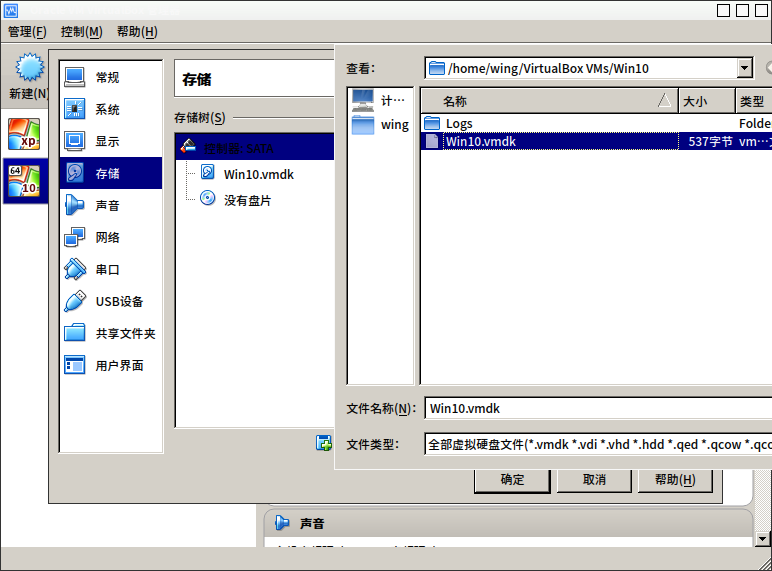 管理(F) 控制(M) 帮助(H)
新建(N)
xp
64
10
常规
系统
显示
存储
声音
网络
串口
USB设备
共享文件夹
用户界面
存储
存储树(S)
控制器: SATA
Win10.vmdk
没有盘片
查看：
/home/wing/VirtualBox VMs/Win10
计…
wing
名称 大小 类型
Logs Folde
Win10.vmdk 537字节 vm…
文件名称(N)： Win10.vmdk
文件类型： 全部虚拟硬盘文件(*.vmdk *.vdi *.vhd *.hdd *.qed *.qcow *.qco
确定 取消 帮助(H)
声音